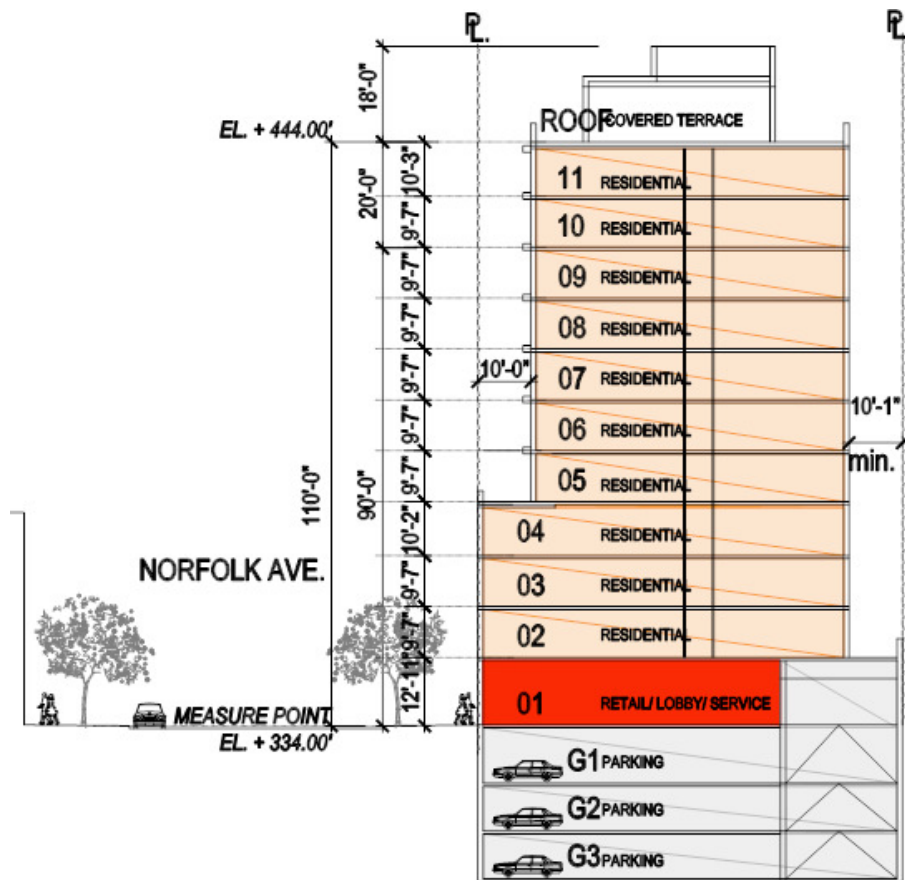 PL.
PL.
18'-0"
EL. + 444.00'
ROOF COVERED TERRACE
20'-0"
10'-3"
11 RESIDENTIAL
9'-7"
10 RESIDENTIAL
9'-7"
09 RESIDENTIAL
9'-7"
08 RESIDENTIAL
10'-0"
9'-7"
07 RESIDENTIAL
10'-1"
min.
9'-7"
06 RESIDENTIAL
9'-7"
05 RESIDENTIAL
110'-0"
90'-0"
10'-2"
04 RESIDENTIAL
NORFOLK AVE.
9'-7"
03 RESIDENTIAL
9'-7"
02 RESIDENTIAL
12'-11"
01 RETAIL/ LOBBY/ SERVICE
MEASURE POINT
EL. + 334.00'
G1 PARKING
G2 PARKING
G3 PARKING